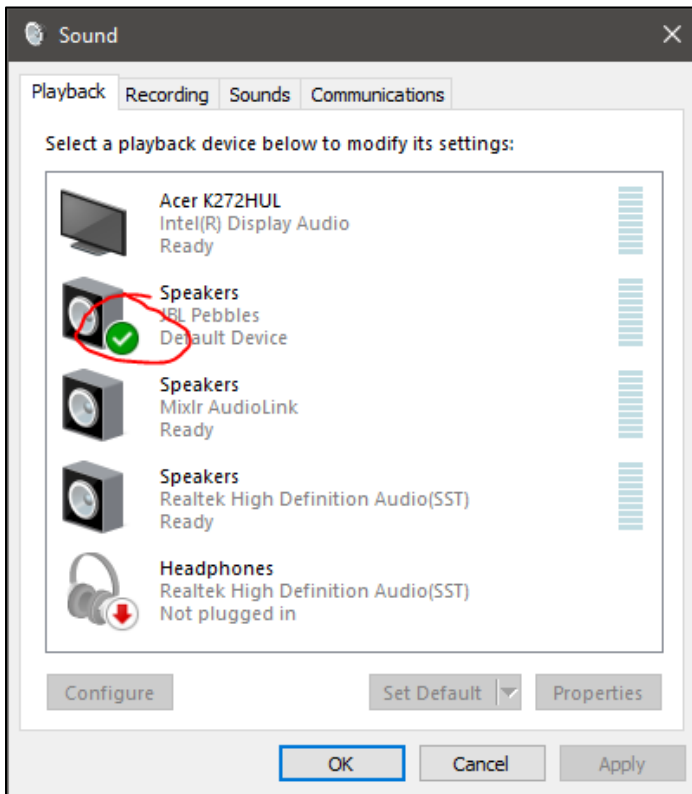 Sound
Playback Recording Sounds Communications
Select a playback device below to modify its settings:
Acer K272HUL
Intel(R) Display Audio
Ready
Speakers
JBL Pebbles
Default Device
Speakers
Mixlr AudioLink
Ready
Speakers
Realtek High Definition Audio(SST)
Ready
Headphones
Realtek High Definition Audio(SST)
Not plugged in
Configure Set Default Properties
OK Cancel Apply